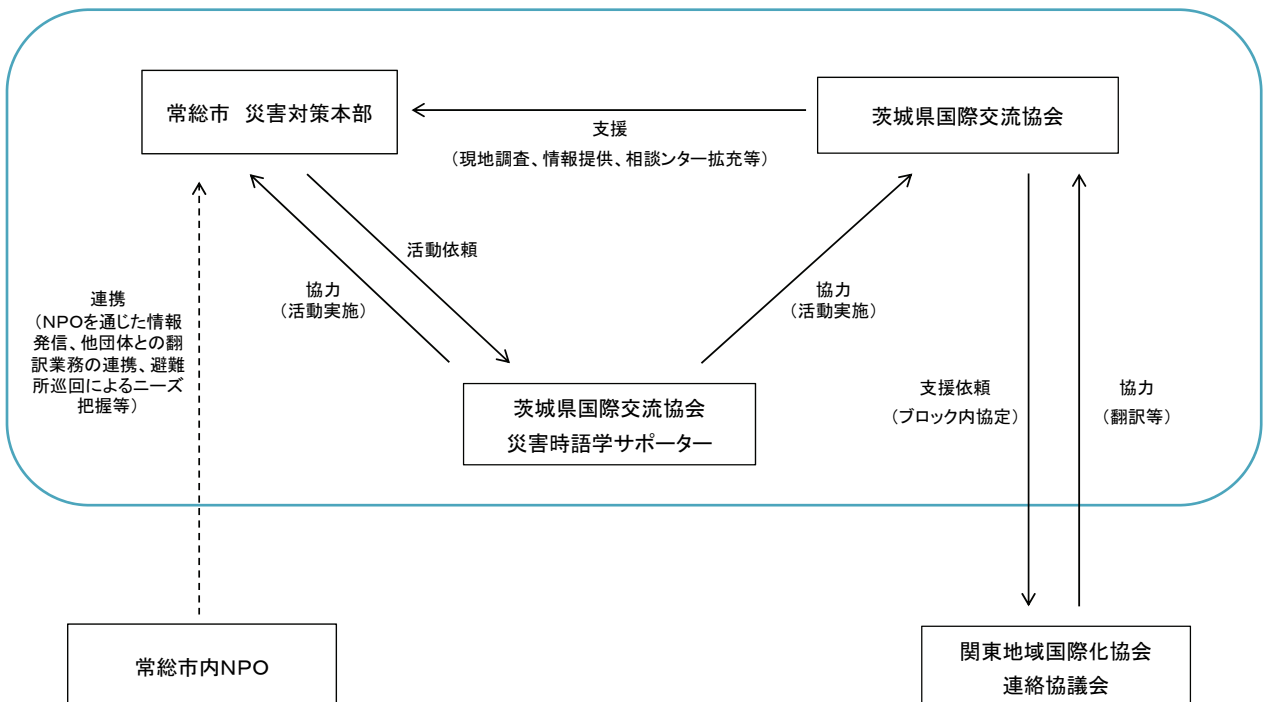 常総市 災害対策本部
茨城県国際交流協会
支援
(現地調査、情報提供、相談ンター拡充等)
活動依頼
協力
(活動実施)
協力
(活動実施)
連携
(NPOを通じた情報
発信、他団体との翻
訳業務の連携、避難
所巡回によるニーズ
把握等)
茨城県国際交流協会
災害時語学サポーター
支援依頼
(ブロック内協定)
協力
(翻訳等)
常総市内NPO
関東地域国際化協会
連絡協議会